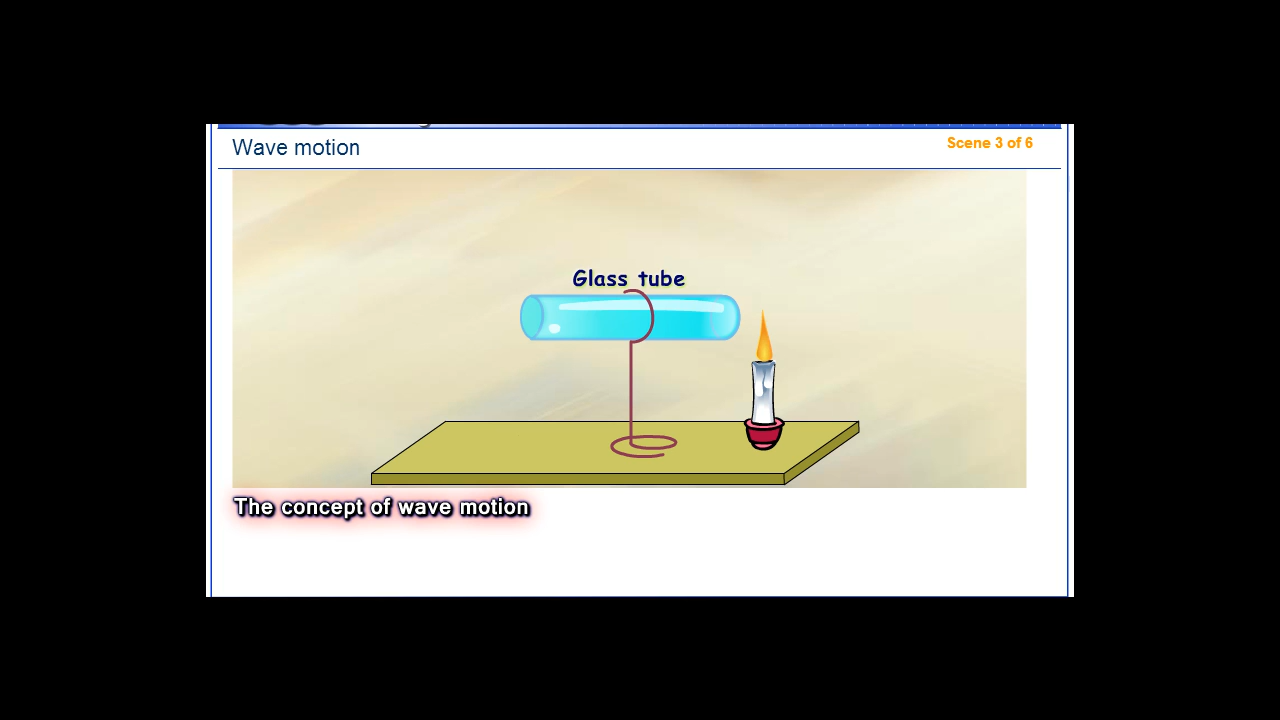 Wave motion
Scene 3 of 6
Glass tube
The concept of wave motion